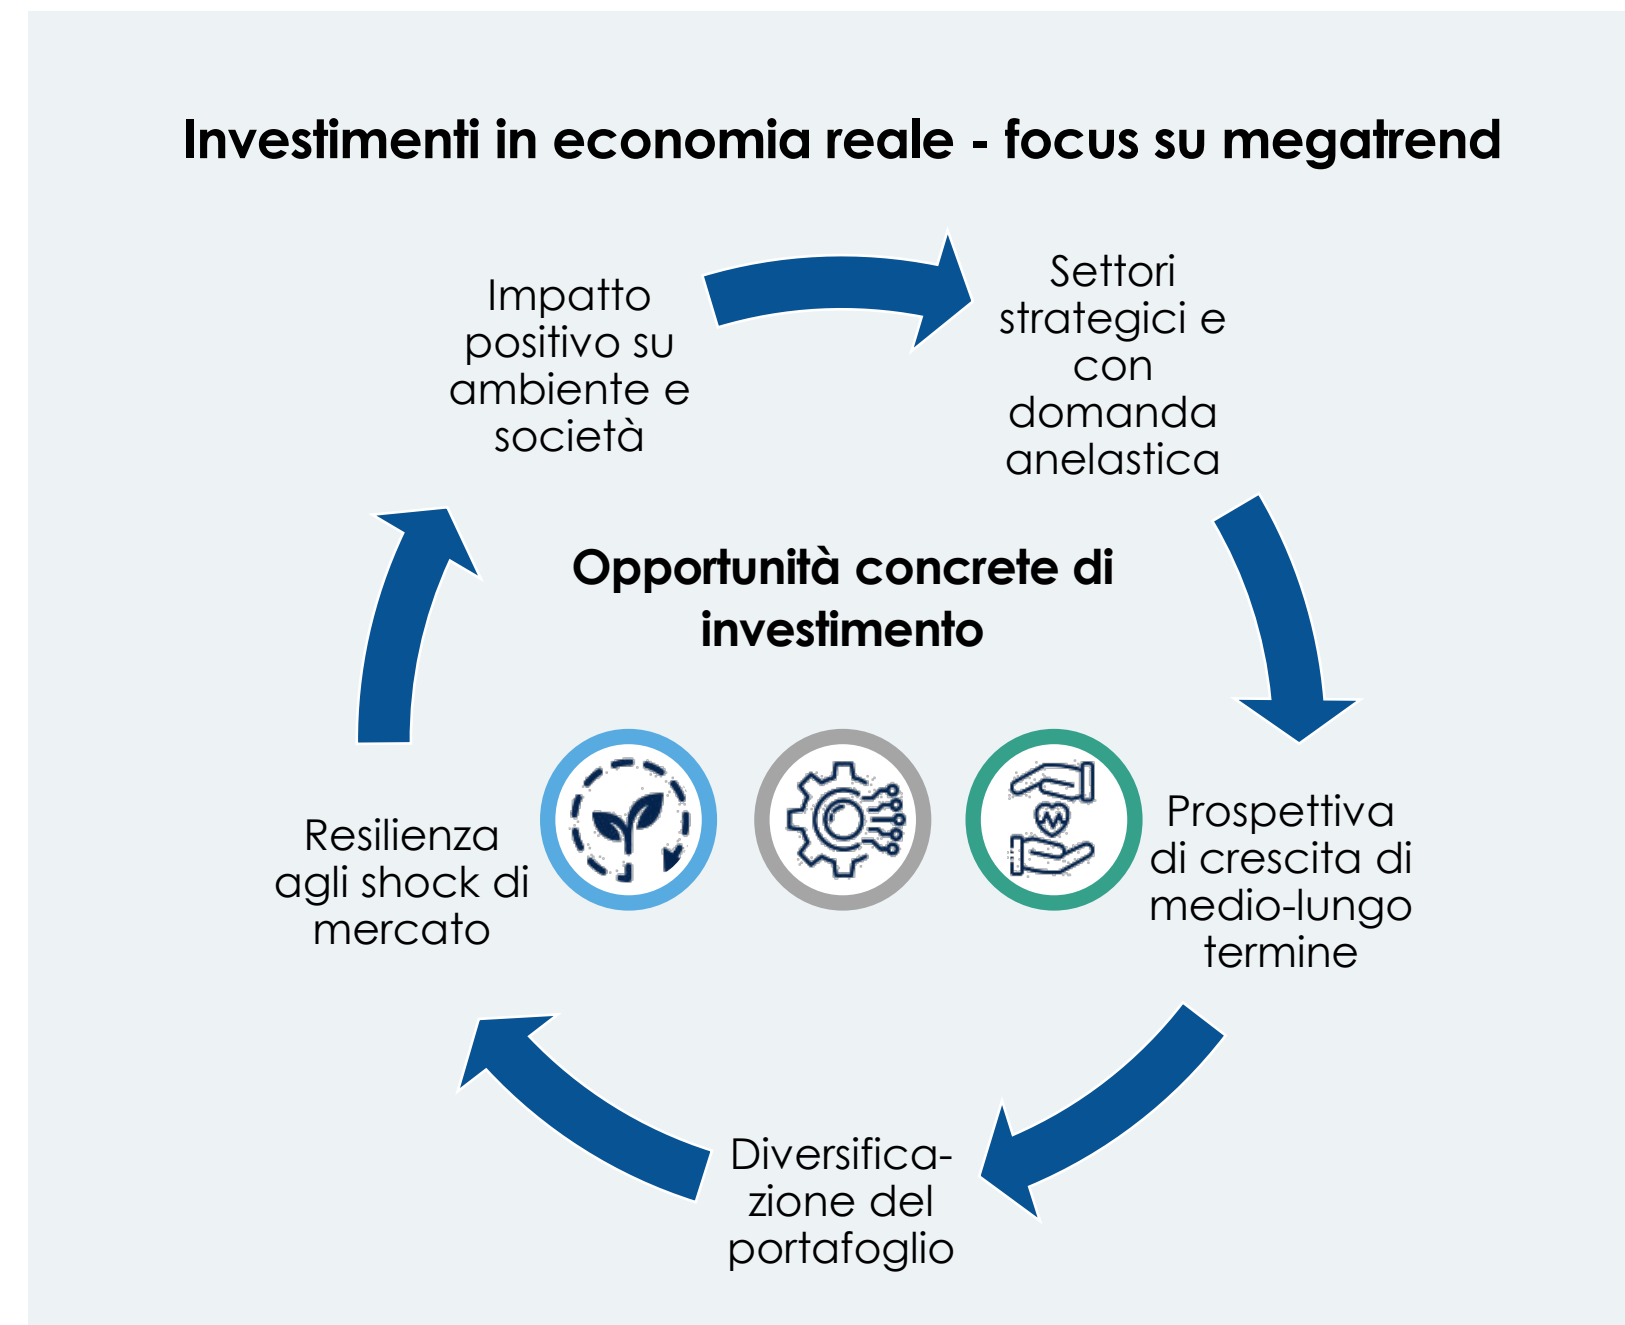 Investimenti in economia reale - focus su megatrend
Impatto
positivo su
ambiente e
società
Settori
strategici e
con
domanda
anelastica
Opportunità concrete di
investimento
Prospettiva
di crescita di
medio-lungo
termine
Resilienza
agli shock di
mercato
Diversifica-
zione del
portafoglio